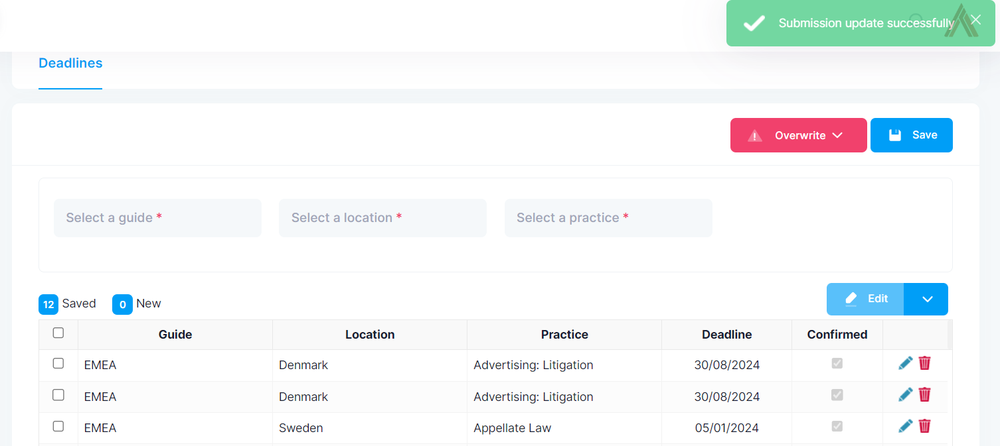 Submission update successfully
Deadlines
Overwrite
Save
Select a guide *
Select a location *
Select a practice *
12 Saved 0 New
Edit
Guide Location Practice Deadline Confirmed
EMEA Denmark Advertising: Litigation 30/08/2024
EMEA Denmark Advertising: Litigation 30/08/2024
EMEA Sweden Appellate Law 05/01/2024